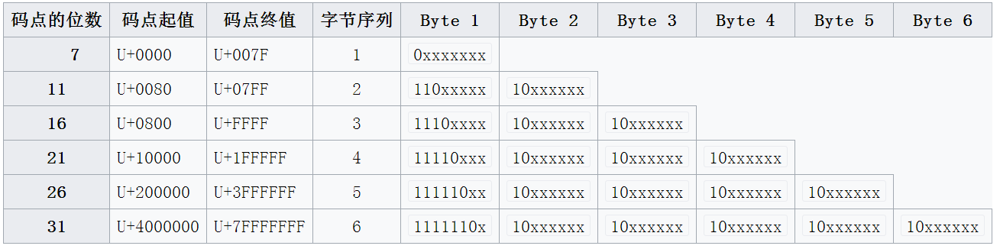 码点的位数 码点起值 码点终值 字节序列 Byte 1 Byte 2 Byte 3 Byte 4 Byte 5 Byte 6
7 U+0000 U+007F 1 0xxxxxxx
11 U+0080 U+07FF 2 110xxxxx 10xxxxxx
16 U+0800 U+FFFF 3 1110xxxx 10xxxxxx 10xxxxxx
21 U+10000 U+1FFFFF 4 11110xxx 10xxxxxx 10xxxxxx 10xxxxxx
26 U+200000 U+3FFFFFF 5 111110xx 10xxxxxx 10xxxxxx 10xxxxxx 10xxxxxx
31 U+4000000 U+7FFFFFFF 6 1111110x 10xxxxxx 10xxxxxx 10xxxxxx 10xxxxxx 10xxxxxx